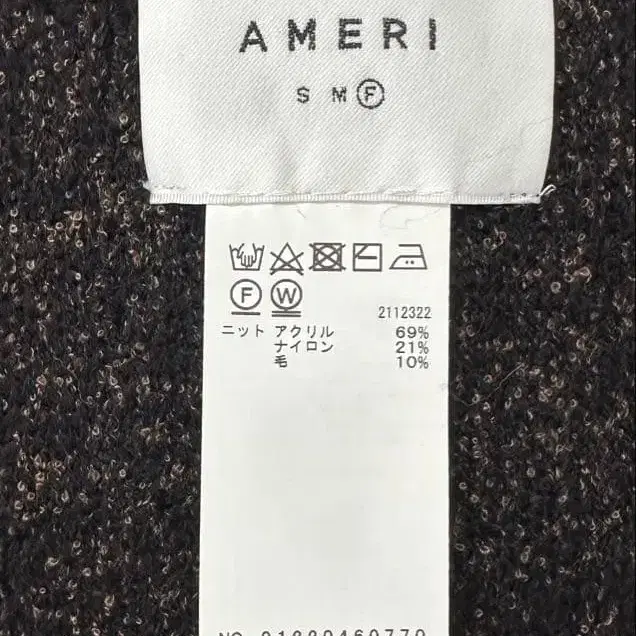 AMERI
S M F
F W
2112322
ニット アクリル 69%
ナイロン 21%
毛 10%